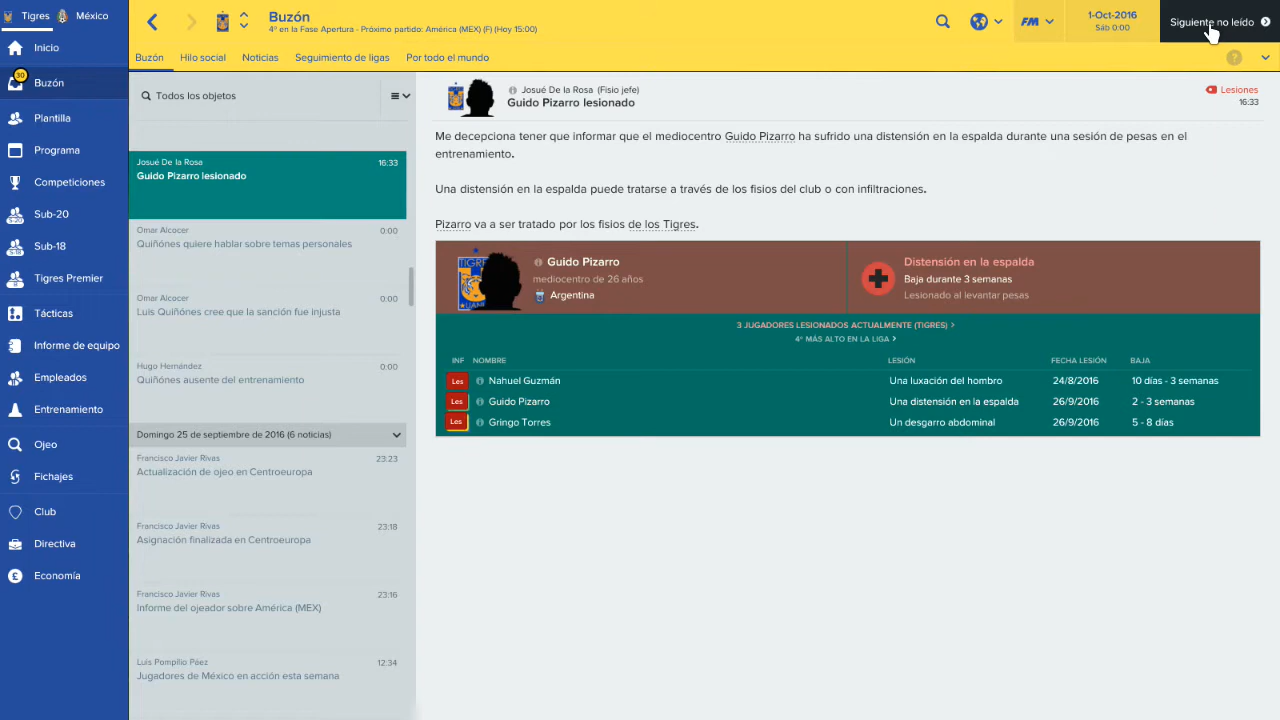 Tigres México
Buzón
4º en la Fase Apertura - Próximo partido: América (MEX) (F) (Hoy 15:00)
FM
1-Oct-2016
Sáb 0:00
Siguiente no leído
Buzón Hilo social Noticias Seguimiento de ligas Por todo el mundo
?
Inicio
30
Buzón
Plantilla
Programa
Competiciones
Sub-20
Sub-18
Tigres Premier
Tácticas
Informe de equipo
Empleados
Entrenamiento
Ojeo
Fichajes
Club
Directiva
Economía
Todos los objetos
Josué De la Rosa 16:33
Guido Pizarro lesionado
Omar Alcocer 0:00
Quiñónes quiere hablar sobre temas personales
Omar Alcocer 0:00
Luis Quiñónes cree que la sanción fue injusta
Hugo Hernández 0:00
Quiñónes ausente del entrenamiento
Domingo 25 de septiembre de 2016 (6 noticias)
Francisco Javier Rivas 23:23
Actualización de ojeo en Centroeuropa
Francisco Javier Rivas 23:18
Asignación finalizada en Centroeuropa
Francisco Javier Rivas 23:16
Informe del ojeador sobre América (MEX)
Luis Pompilio Páez 12:34
Jugadores de México en acción esta semana
Josué De la Rosa (Fisio jefe)
Guido Pizarro lesionado
Lesiones
16:33
Me decepciona tener que informar que el mediocentro Guido Pizarro ha sufrido una distensión en la espalda durante una sesión de pesas en el
entrenamiento.
Una distensión en la espalda puede tratarse a través de los fisios del club o con infiltraciones.
Pizarro va a ser tratado por los fisios de los Tigres.
TIGRES
Guido Pizarro
mediocentro de 26 años
Argentina
Distensión en la espalda
Baja durante 3 semanas
Lesionado al levantar pesas
3 JUGADORES LESIONADOS ACTUALMENTE (TIGRES) >
4º MÁS ALTO EN LA LIGA >
INF NOMBRE LESIÓN FECHA LESIÓN BAJA
Les Nahuel Guzmán Una luxación del hombro 24/8/2016 10 días - 3 semanas
Les Guido Pizarro Una distensión en la espalda 26/9/2016 2 - 3 semanas
Les Gringo Torres Un desgarro abdominal 26/9/2016 5 - 8 días